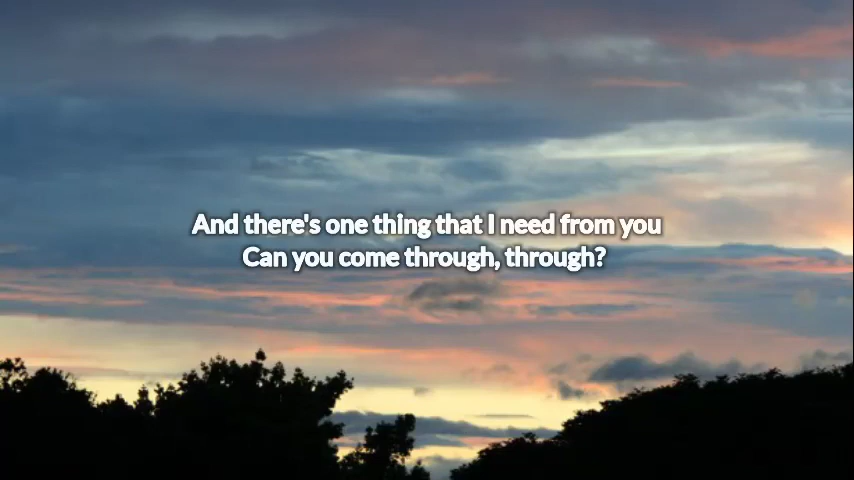 And there's one thing that I need from you
Can you come through, through?